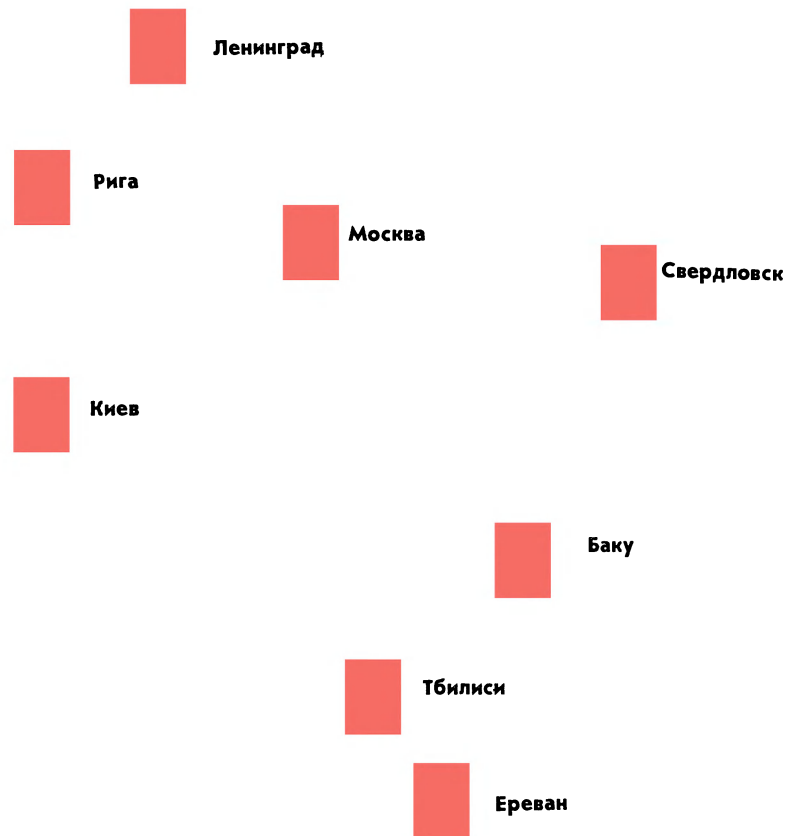 Ленинград
Рига
Москва
Свердловск
Киев
Баку
Тбилиси
Ереван